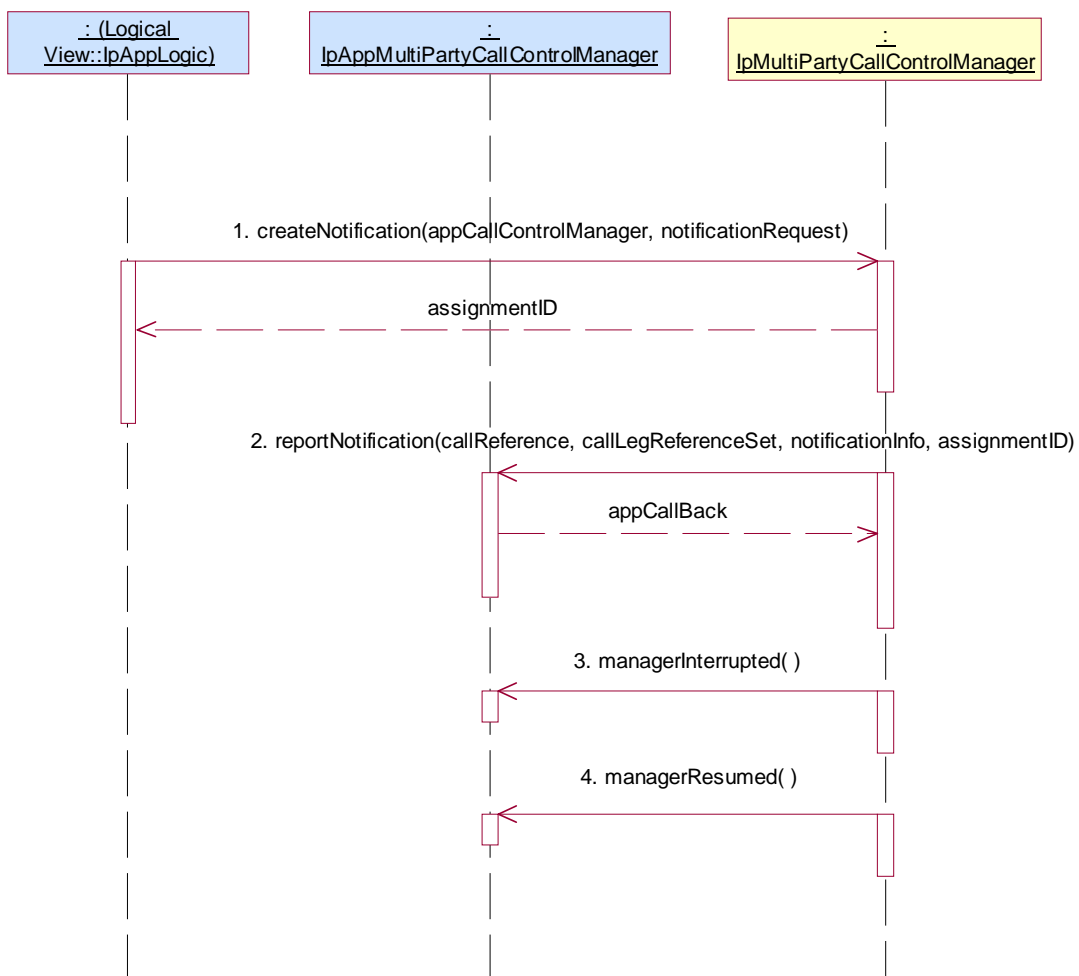 : (Logical
View::IpAppLogic)
:
IpAppMultiPartyCallControlManager
:
IpMultiPartyCallControlManager
1. createNotification(appCallControlManager, notificationRequest)
assignmentID
2. reportNotification(callReference, callLegReferenceSet, notificationInfo, assignmentID)
appCallBack
3. managerInterrupted( )
4. managerResumed( )